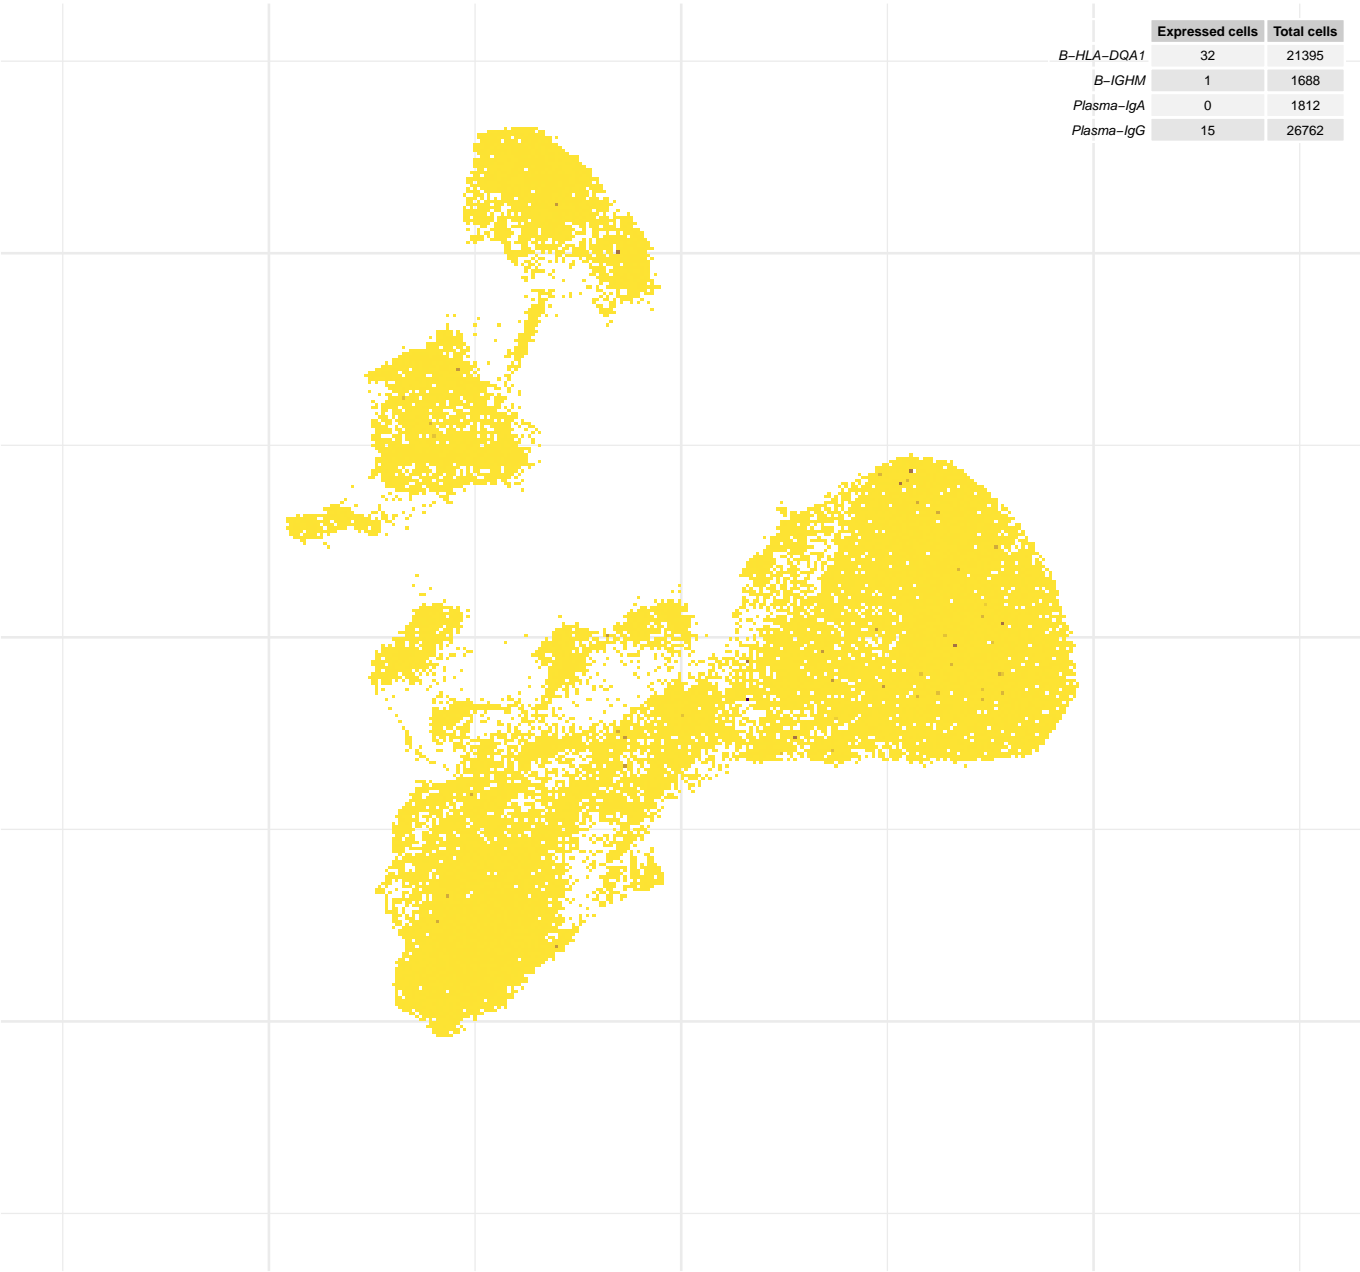 Expressed cells Total cells
B−HLA−DQA1 32 21395
B−IGHM 1 1688
Plasma−IgA 0 1812
Plasma−IgG 15 26762